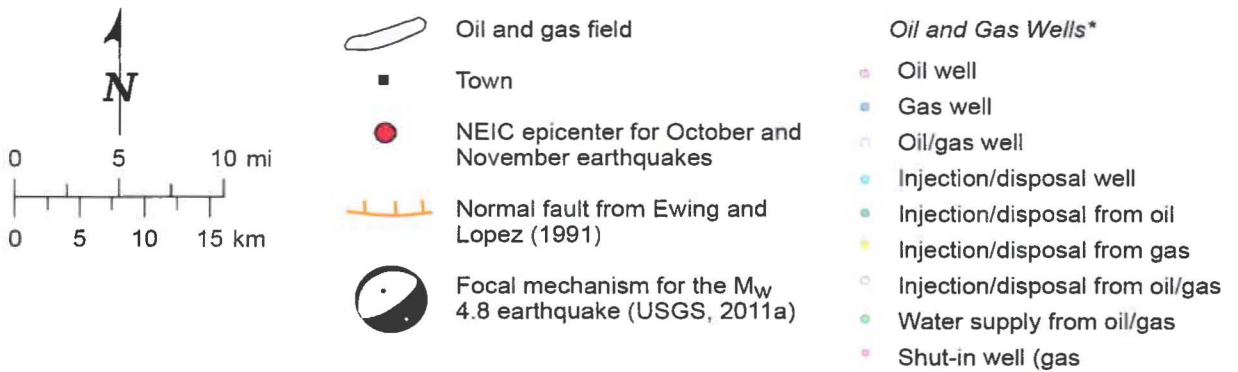 N
0 5 10 mi
0 5 10 15 km
Oil and gas field
Town
NEIC epicenter for October and
November earthquakes
Normal fault from Ewing and
Lopez (1991)
Focal mechanism for the MW
4.8 earthquake (USGS, 2011a)
Oil and Gas Wells*
Oil well
Gas well
Oil/gas well
Injection/disposal well
Injection/disposal from oil
Injection/disposal from gas
Injection/disposal from oil/gas
Water supply from oil/gas
Shut-in well (gas